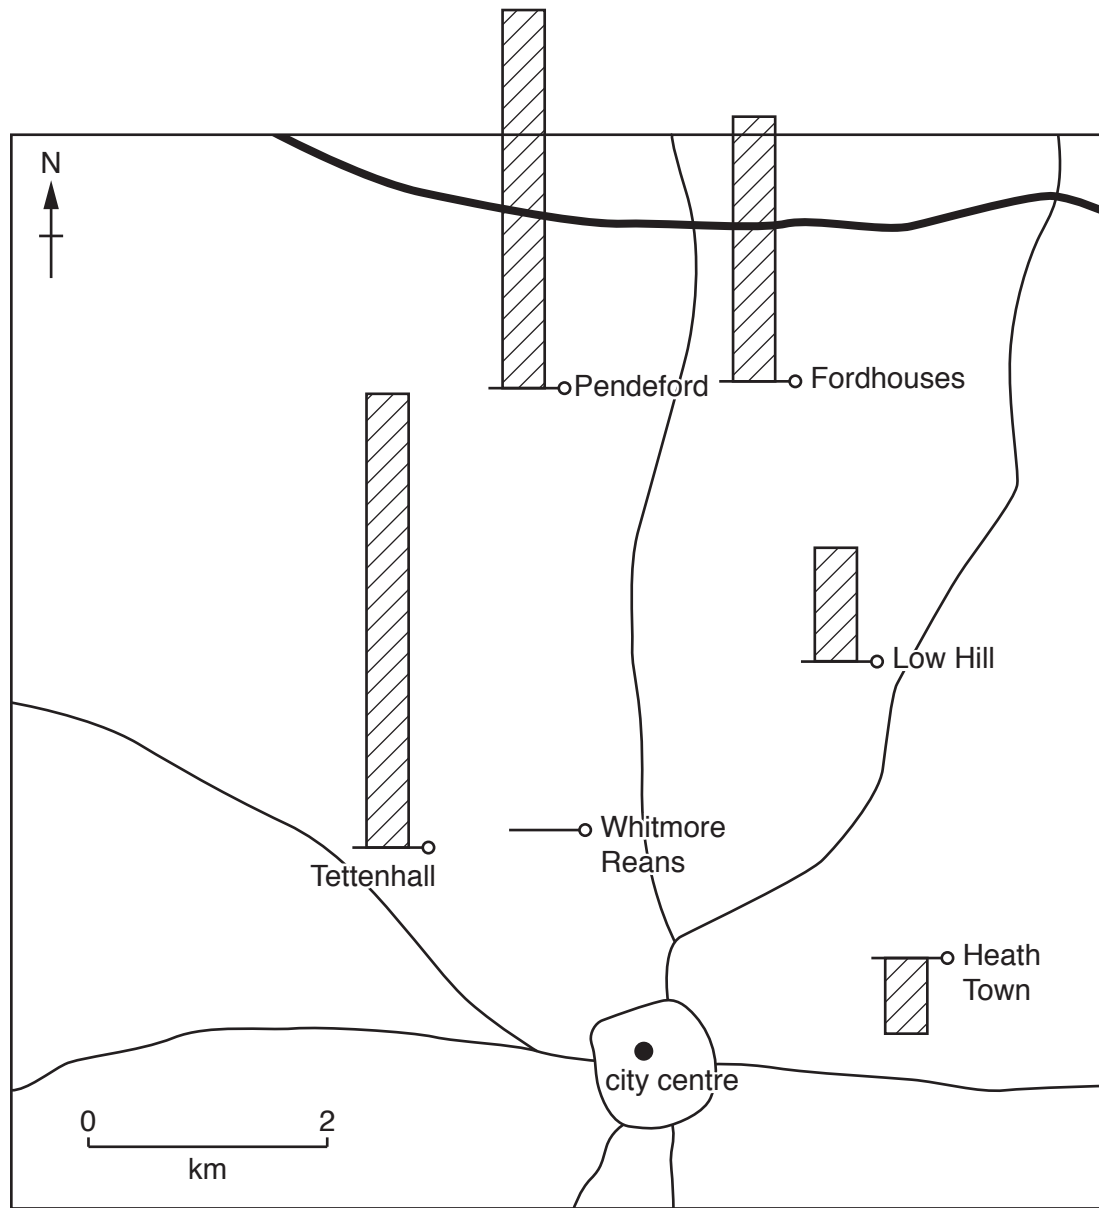 N
Pendeford
Fordhouses
Low Hill
Whitmore
Reans
Tettenhall
Heath
Town
city centre
0 2
km